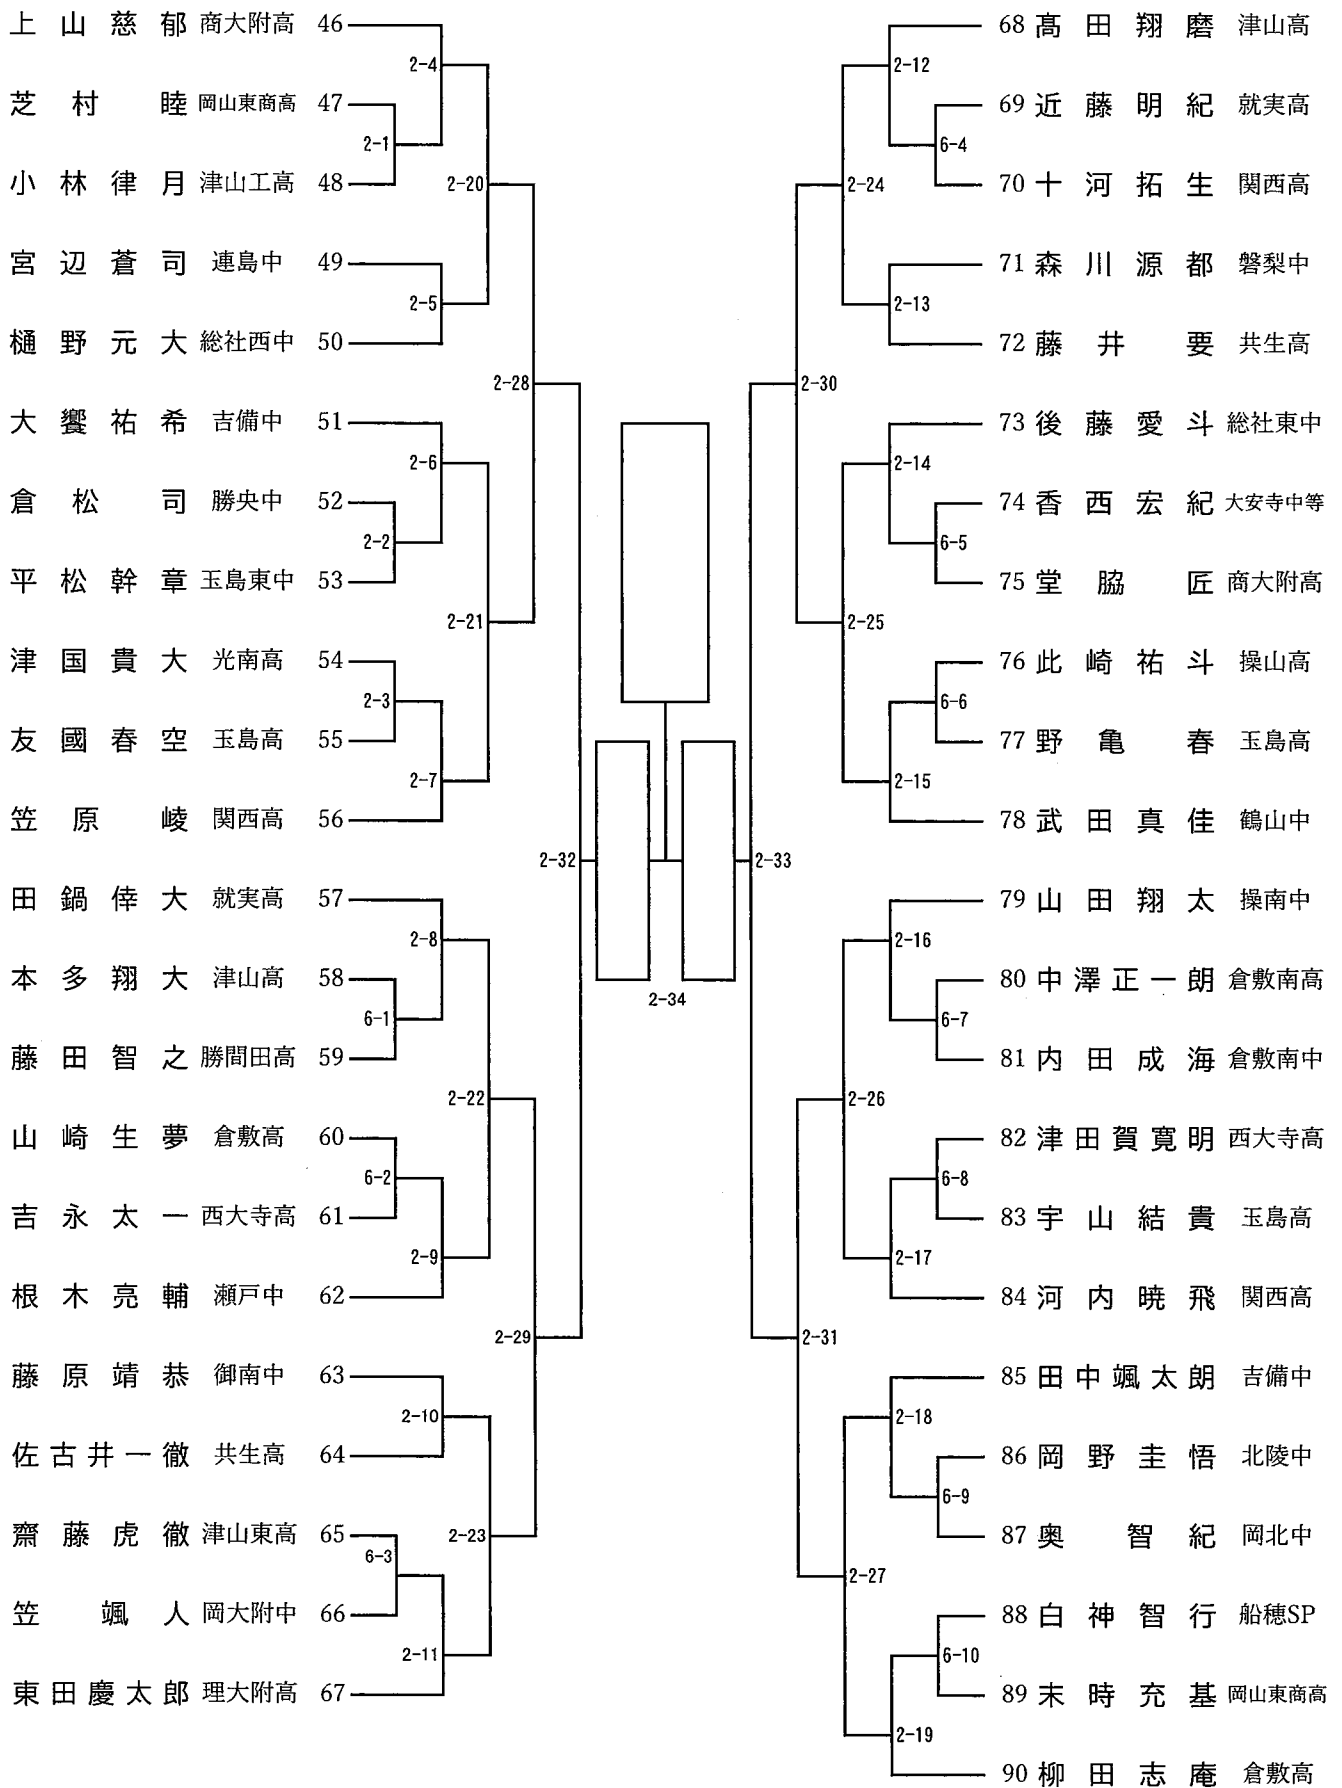 上山慈郁 商大附高 46
2-4
芝村睦 岡山東商高 47
2-1
小林律月 津山工高 48
2-20
宮辺蒼司 連島中 49
2-5
樋野元大 総社西中 50
2-28
大饗祐希 吉備中 51
2-6
倉松司 勝央中 52
2-2
平松幹章 玉島東中 53
2-21
津国貴大 光南高 54
2-3
友國春空 玉島高 55
2-7
笠原崚 関西高 56
2-32
田鍋倖大 就実高 57
2-8
本多翔大 津山高 58
6-1
藤田智之 勝間田高 59
2-22
山崎生夢 倉敷高 60
6-2
吉永太一 西大寺高 61
2-9
根木亮輔 瀬戸中 62
2-29
藤原靖恭 御南中 63
2-10
佐古井一徹 共生高 64
齋藤虎徹 津山東高 65
2-23
6-3
笠颯人 岡大附中 66
2-11
東田慶太郎 理大附高 67
2-34
68 髙田翔磨 津山高
2-12
69 近藤明紀 就実高
6-4
70 十河拓生 関西高
2-24
71 森川源都 磐梨中
2-13
72 藤井要 共生高
2-30
73 後藤愛斗 総社東中
2-14
74 香西宏紀 大安寺中等
6-5
75 堂脇匠 商大附高
2-25
76 此崎祐斗 操山高
6-6
77 野亀春 玉島高
2-15
78 武田真佳 鶴山中
2-33
79 山田翔太 操南中
2-16
80 中澤正一朗 倉敷南高
6-7
81 内田成海 倉敷南中
2-26
82 津田賀寛明 西大寺高
6-8
83 宇山結貴 玉島高
2-17
84 河内暁飛 関西高
2-31
85 田中颯太朗 吉備中
2-18
86 岡野圭悟 北陵中
6-9
87 奥智紀 岡北中
2-27
88 白神智行 船穂SP
6-10
89 末時充基 岡山東商高
2-19
90 柳田志庵 倉敷高